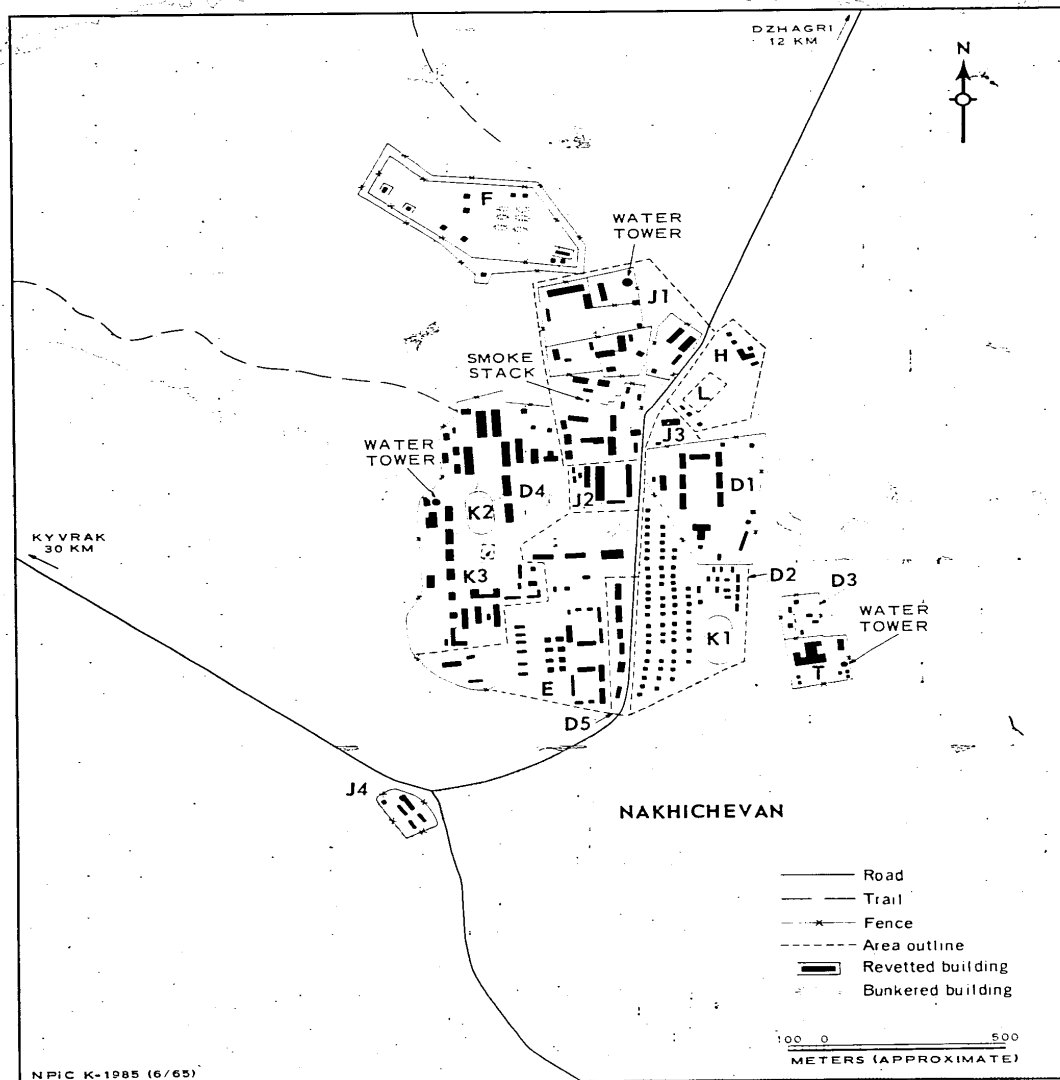 DZHAGRI
12 KM
N
F
WATER
TOWER
J1
SMOKE
STACK
H
L
J3
WATER
TOWER
D4
J2
D1
K2
KYVRAK
30 KM
K3
D2
D3
WATER
TOWER
K1
E
T
D5
J4
NAKHICHEVAN
Road
Trail
Fence
Area outline
Revetted building
Bunkered building
100 0 500
METERS (APPROXIMATE)
NPIC K-1985 (6/65)